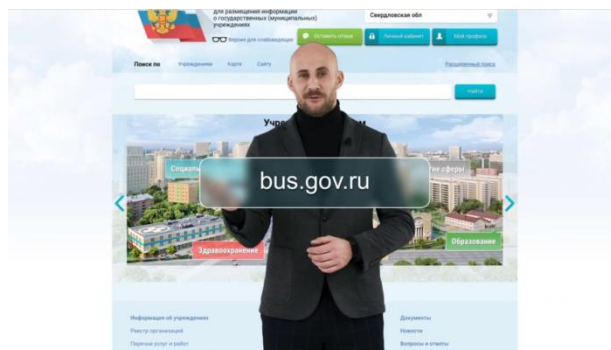 для размещения информации
о государственных (муниципальных)
учреждениях
Свердловская обл
Версия для слабовидящих
Оставить отзыв
Личный кабинет
Мой профиль
Поиск по
Учреждениям
Карте
Сайту
Расширенный поиск
Найти
bus.gov.ru
Здравоохранение
Образование
Информация об учреждениях
Документы
Реестр организаций
Новости
Перечни услуг и работ
Вопросы и ответы